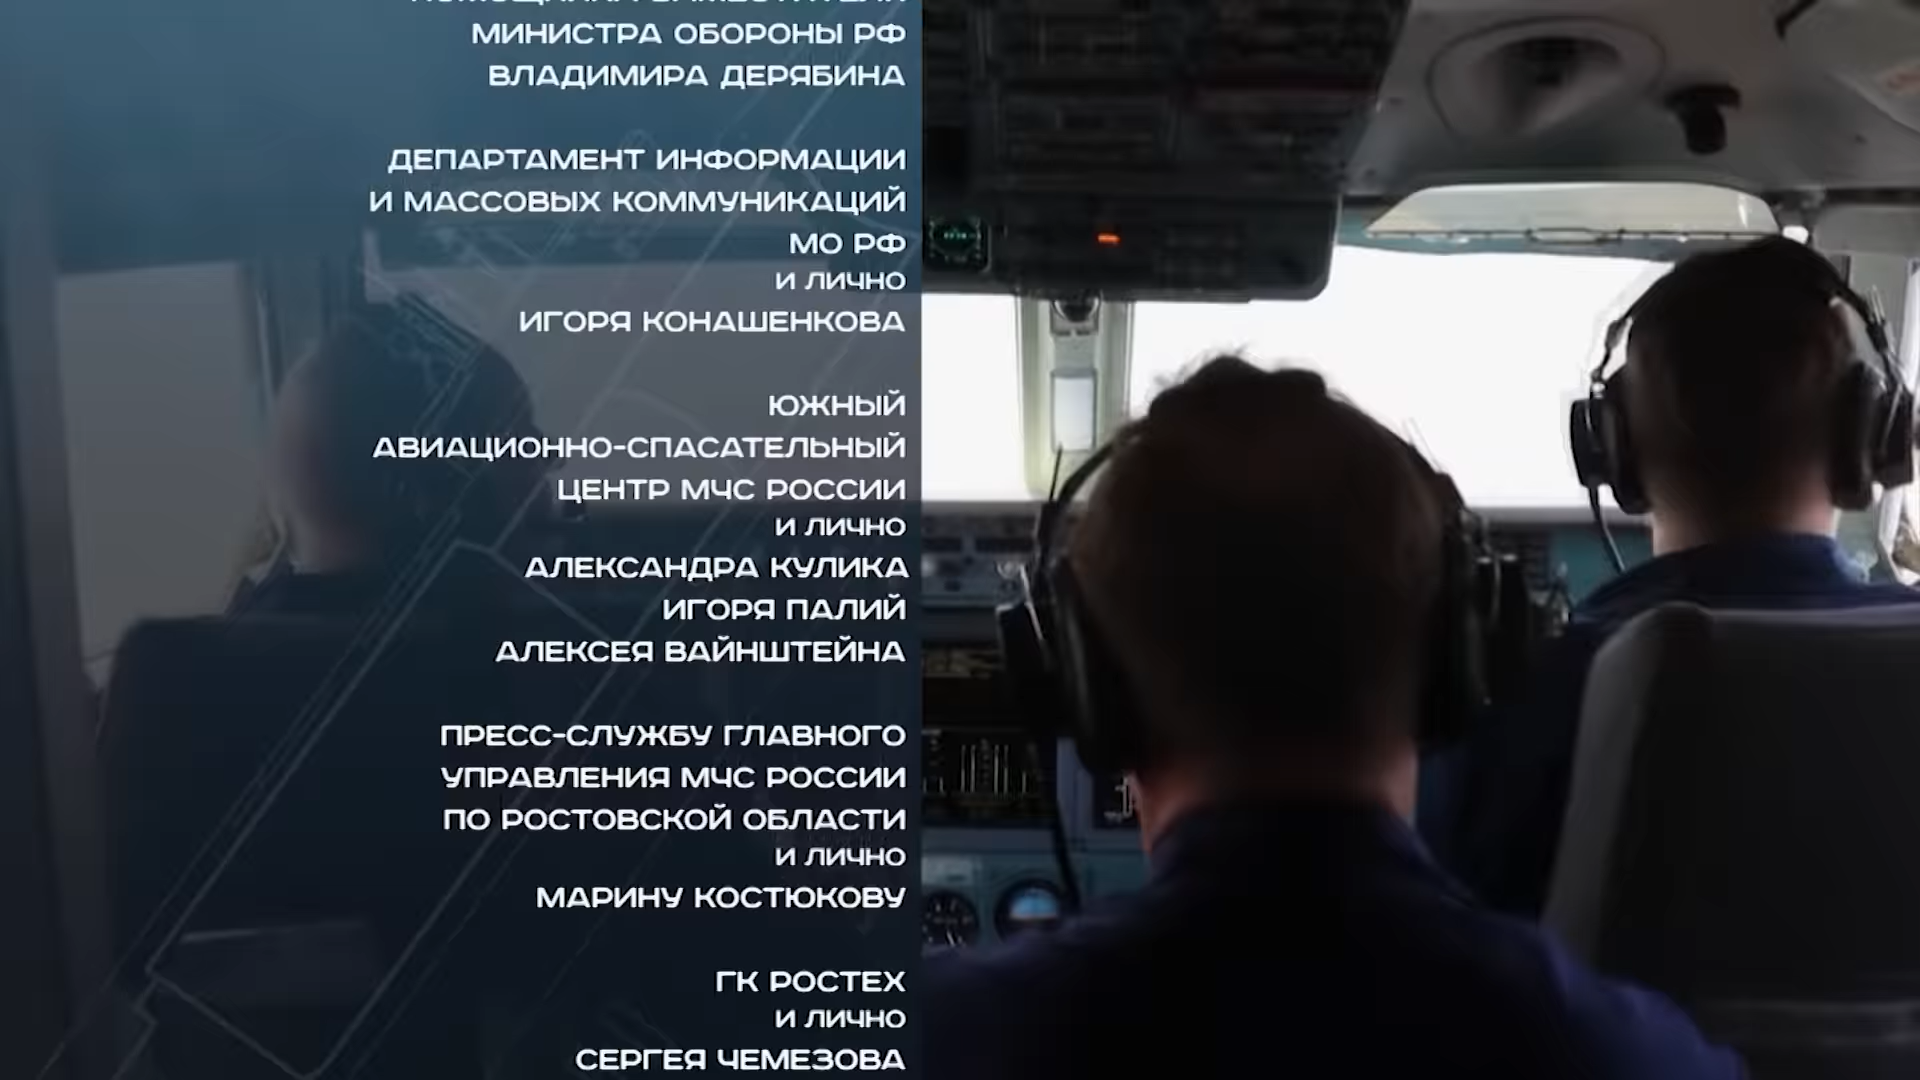 МИНИСТРА ОБОРОНЫ РФ
ВЛАДИМИРА ДЕРЯБИНА
ДЕПАРТАМЕНТ ИНФОРМАЦИИ
И МАССОВЫХ КОММУНИКАЦИЙ
МО РФ
И ЛИЧНО
ИГОРЯ КОНАШЕНКОВА
ЮЖНЫЙ
АВИАЦИОННО-СПАСАТЕЛЬНЫЙ
ЦЕНТР МЧС РОССИИ
И ЛИЧНО
АЛЕКСАНДРА КУЛИКА
ИГОРЯ ПАЛИЙ
АЛЕКСЕЯ ВАЙНШТЕЙНА
ПРЕСС-СЛУЖБУ ГЛАВНОГО
УПРАВЛЕНИЯ МЧС РОССИИ
ПО РОСТОВСКОЙ ОБЛАСТИ
И ЛИЧНО
МАРИНУ КОСТЮКОВУ
ГК РОСТЕХ
И ЛИЧНО
СЕРГЕЯ ЧЕМЕЗОВА